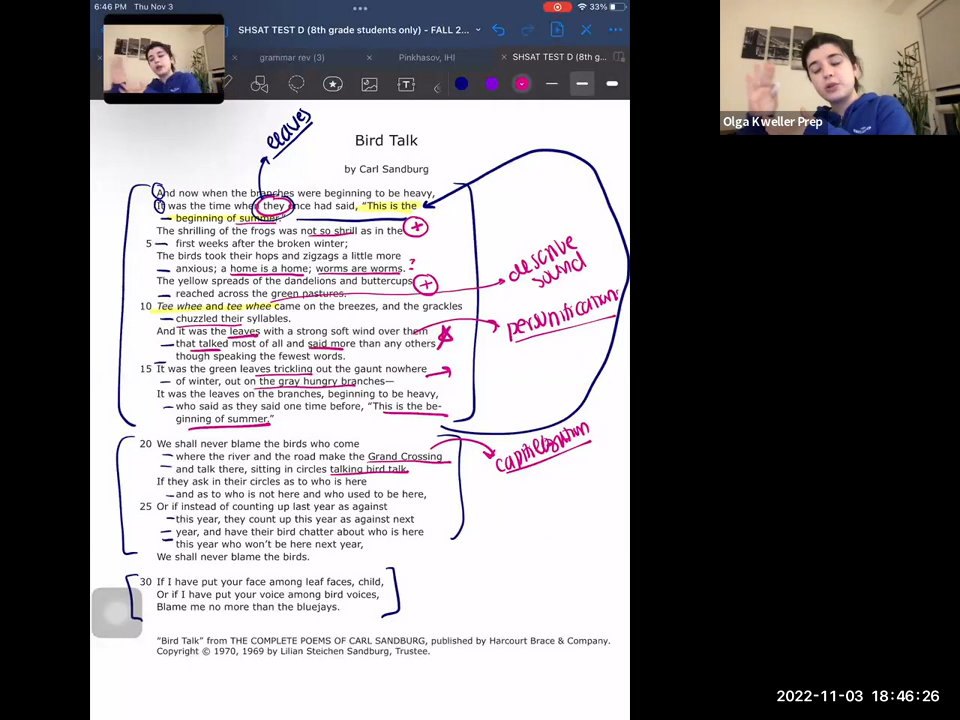 6:46 PM Thu Nov 3
33%
SHSAT TEST D (8th grade students only) – FALL 2...
grammar rev (3)
Pinkhasov, IHI
SHSAT TEST D (8th g...
Olga Kweller Prep
leaves
Bird Talk
by Carl Sandburg
And now when the branches were beginning to be heavy,
It was the time when they once had said, “This is the
beginning of summer.”
The shrilling of the frogs was not so shrill as in the
5 first weeks after the broken winter;
The birds took their hops and zigzags a little more
anxious; a home is a home; worms are worms. ?
The yellow spreads of the dandelions and buttercups
reached across the green pastures.
describe
sound
10 Tee whee and tee whee came on the breezes, and the grackles
chuzzled their syllables.
And it was the leaves with a strong soft wind over them
that talked most of all and said more than any others
though speaking the fewest words.
personification
15 It was the green leaves trickling out the gaunt nowhere
of winter, out on the gray hungry branches—
It was the leaves on the branches, beginning to be heavy,
who said as they said one time before, “This is the be-
ginning of summer.”
20 We shall never blame the birds who come
where the river and the road make the Grand Crossing
and talk there, sitting in circles talking bird talk.
capitalization
If they ask in their circles as to who is here
and as to who is not here and who used to be here,
25 Or if instead of counting up last year as against
this year, they count up this year as against next
year, and have their bird chatter about who is here
this year who won’t be here next year,
We shall never blame the birds.
30 If I have put your face among leaf faces, child,
Or if I have put your voice among bird voices,
Blame me no more than the bluejays.
“Bird Talk” from THE COMPLETE POEMS OF CARL SANDBURG, published by Harcourt Brace & Company.
Copyright © 1970, 1969 by Lilian Steichen Sandburg, Trustee.
2022-11-03 18:46:26